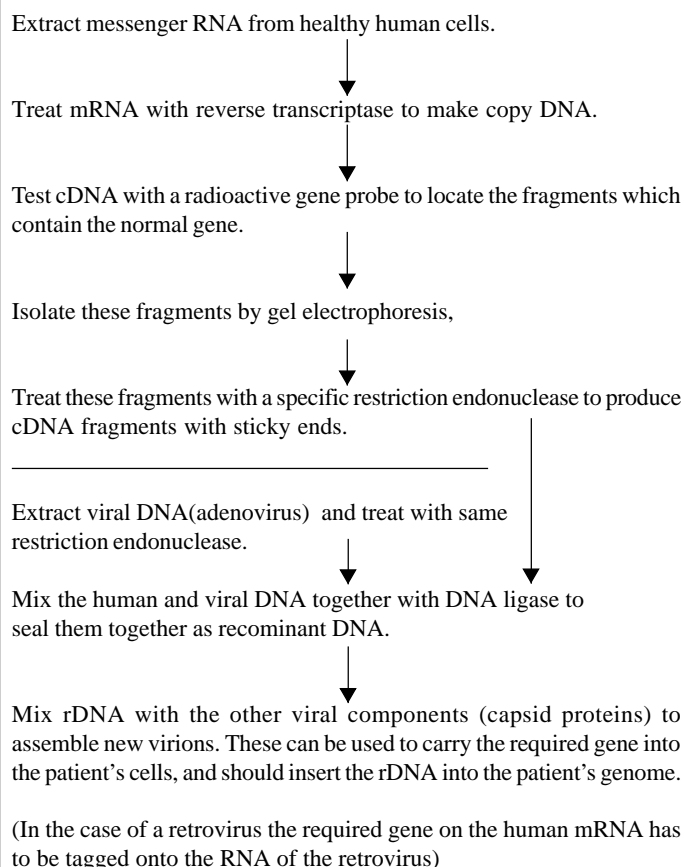 Extract messenger RNA from healthy human cells.
Treat mRNA with reverse transcriptase to make copy DNA.
Test cDNA with a radioactive gene probe to locate the fragments which
contain the normal gene.
Isolate these fragments by gel electrophoresis,
Treat these fragments with a specific restriction endonuclease to produce
cDNA fragments with sticky ends.
Extract viral DNA(adenovirus) and treat with same
restriction endonuclease.
Mix the human and viral DNA together with DNA ligase to
seal them together as recominant DNA.
Mix rDNA with the other viral components (capsid proteins) to
assemble new virions. These can be used to carry the required gene into
the patient's cells, and should insert the rDNA into the patient's genome.
(In the case of a retrovirus the required gene on the human mRNA has
to be tagged onto the RNA of the retrovirus)